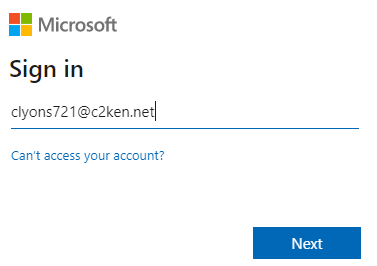 Microsoft
Sign in
clyons721@c2ken.net
Can't access your account?
Next